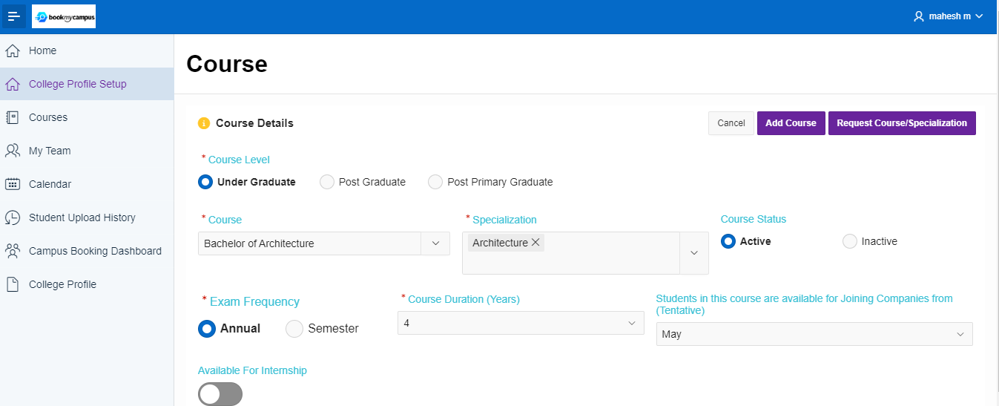 bookmycampus
mahesh m
Home
College Profile Setup
Courses
My Team
Calendar
Student Upload History
Campus Booking Dashboard
College Profile
Course
Course Details
Cancel
Add Course
Request Course/Specialization
* Course Level
Under Graduate
Post Graduate
Post Primary Graduate
* Course
Bachelor of Architecture
* Specialization
Architecture
Course Status
Active
Inactive
* Exam Frequency
Annual
Semester
* Course Duration (Years)
4
Students in this course are available for Joining Companies from
(Tentative)
May
Available For Internship